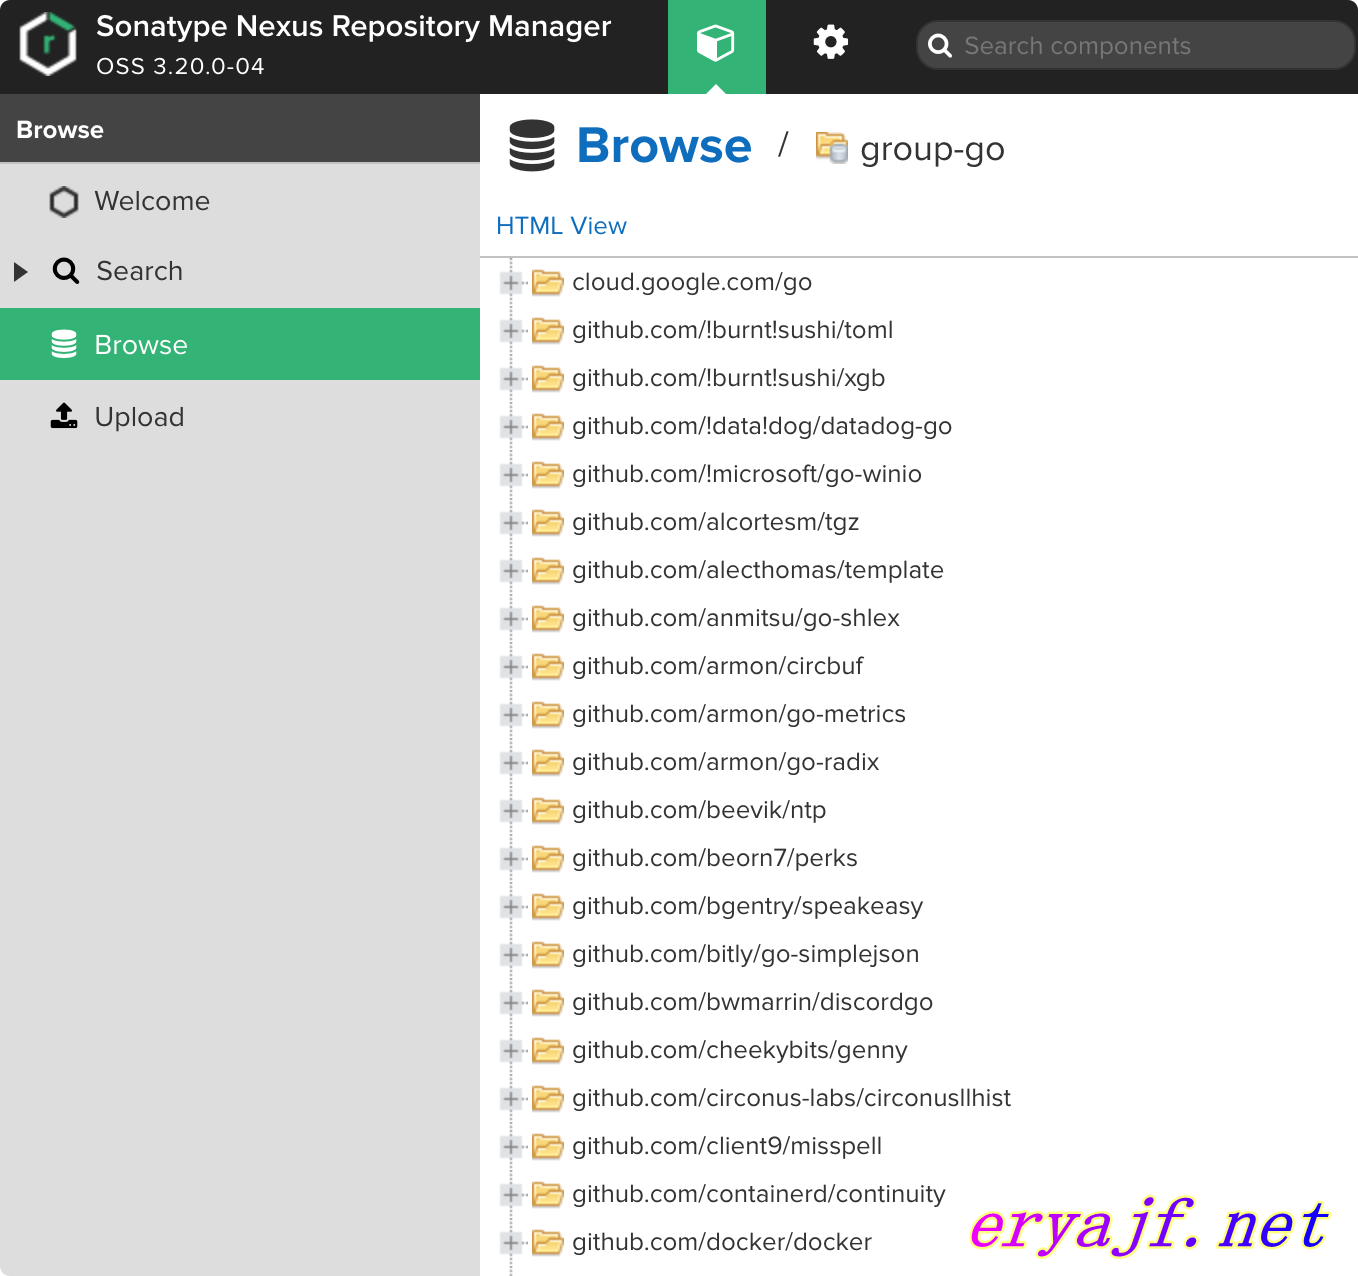 Sonatype Nexus Repository Manager
OSS 3.20.0-04
Search components
Browse
Welcome
Search
Browse
Upload
Browse / group-go
HTML View
cloud.google.com/go
github.com/!burnt!sushi/toml
github.com/!burnt!sushi/xgb
github.com/!data!dog/datadog-go
github.com/!microsoft/go-winio
github.com/alcortesm/tgz
github.com/alecthomas/template
github.com/anmitsu/go-shlex
github.com/armon/circbuf
github.com/armon/go-metrics
github.com/armon/go-radix
github.com/beevik/ntp
github.com/beorn7/perks
github.com/bgentry/speakeasy
github.com/bitly/go-simplejson
github.com/bwmarrin/discordgo
github.com/cheekybits/genny
github.com/circonus-labs/circonusllhist
github.com/client9/misspell
github.com/containerd/continuity
github.com/docker/docker
eryajf.net